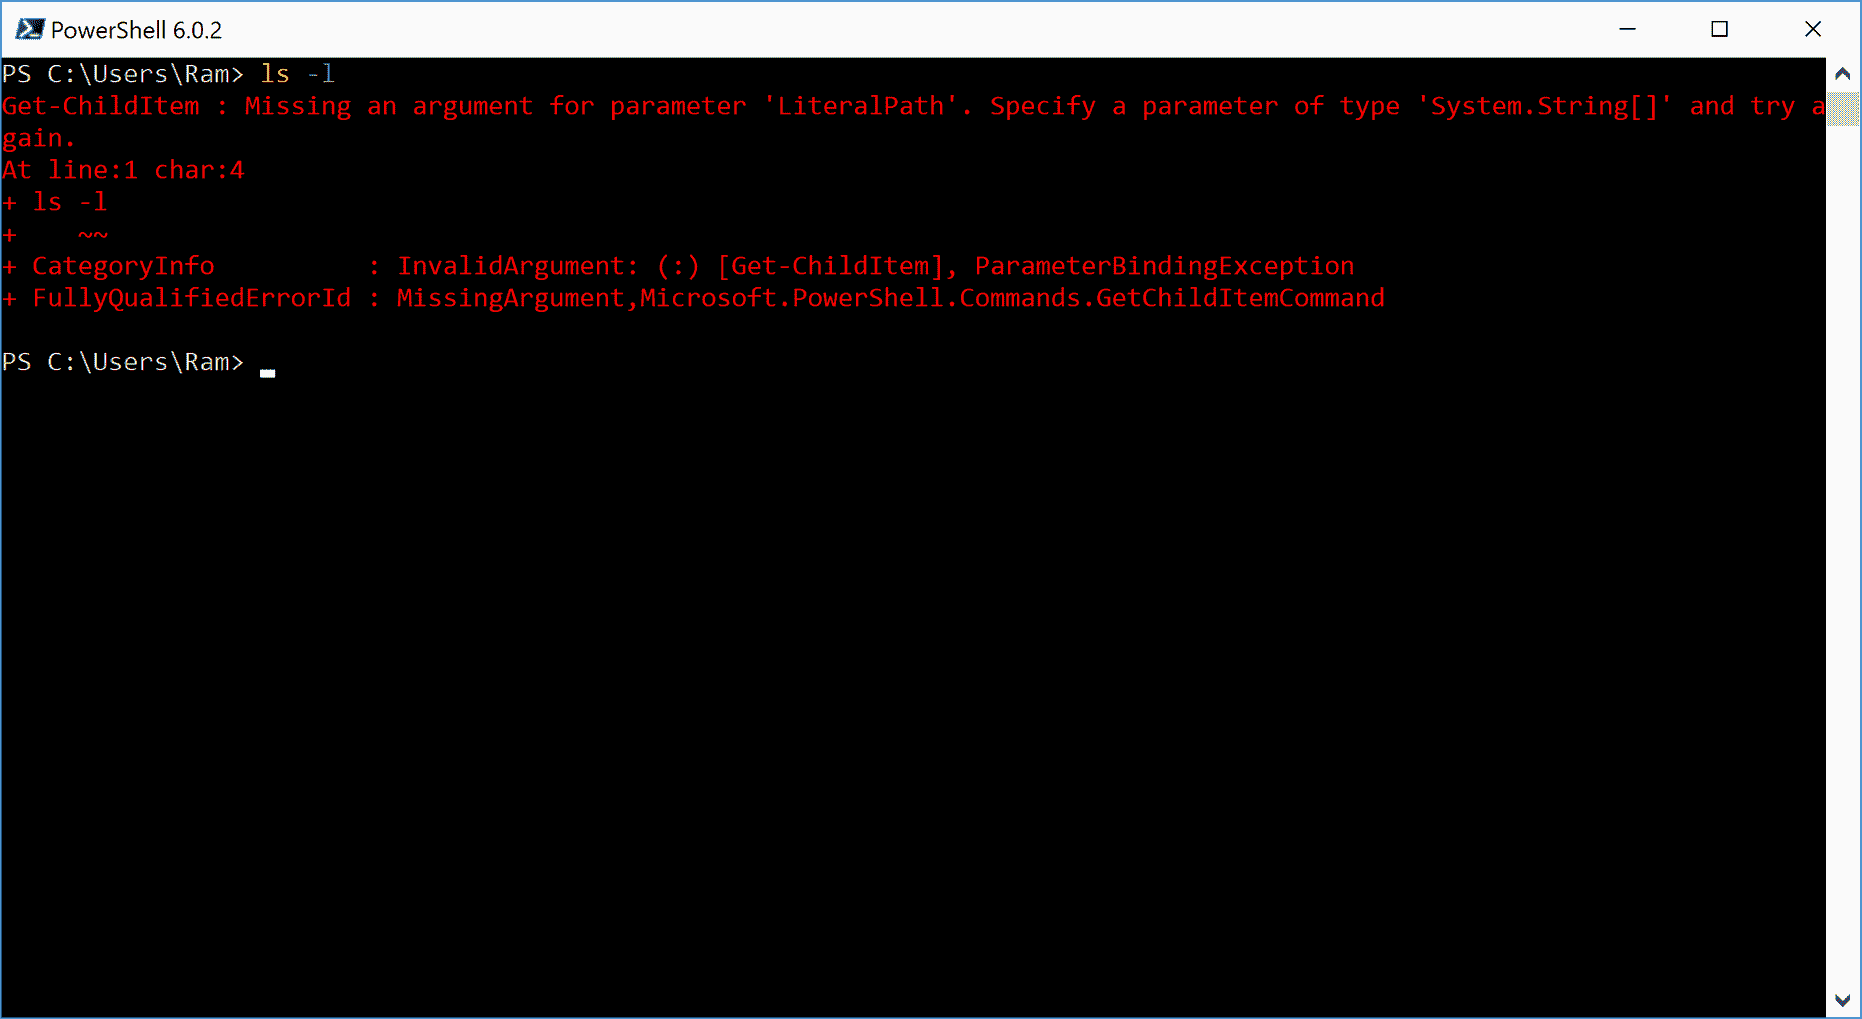 PowerShell 6.0.2
PS C:\Users\Ram> ls -l
Get-ChildItem : Missing an argument for parameter 'LiteralPath'. Specify a parameter of type 'System.String[]' and try a
gain.
At line:1 char:4
+ ls -l
+    ~~
+ CategoryInfo          : InvalidArgument: (:) [Get-ChildItem], ParameterBindingException
+ FullyQualifiedErrorId : MissingArgument,Microsoft.PowerShell.Commands.GetChildItemCommand
PS C:\Users\Ram>